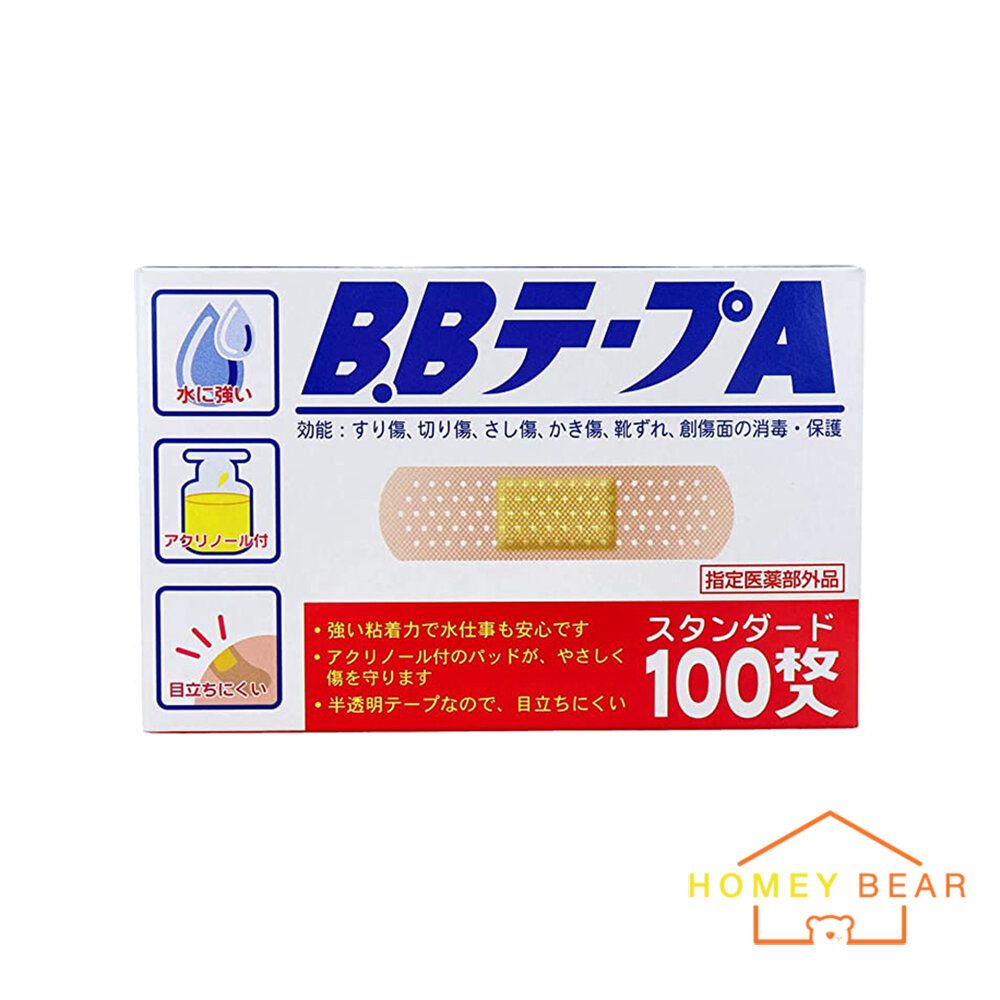 B.BテープA
効能：すり傷、切り傷、さし傷、かき傷、靴ずれ、創傷面の消毒・保護
水に強い
アクリノール付
目立ちにくい
指定医薬部外品
・強い粘着力で水仕事も安心です
・アクリノール付のパッドが、やさしく
傷を守ります
・半透明テープなので、目立ちにくい
スタンダード
100枚入
HOMEY BEAR